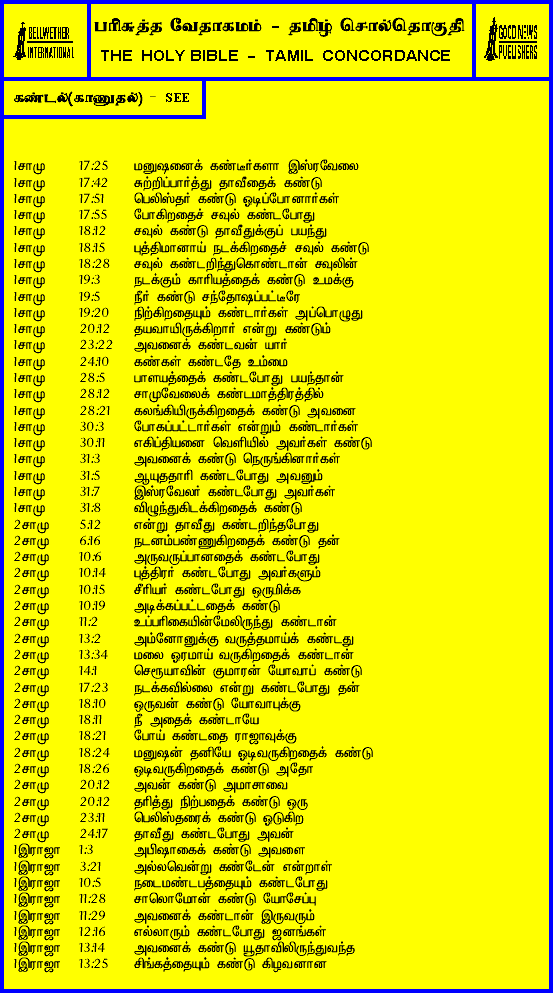 BELLWETHER
INTERNATIONAL
பரிசுத்த வேதாகமம் - தமிழ் சொல்தொகுதி
THE HOLY BIBLE - TAMIL CONCORDANCE
GOOD NEWS
PUBLISHERS
கண்டல்(காணுதல்) - SEE
1சாமு 17:25 மனுஷனைக் கண்டீர்களா இஸ்ரவேலை
1சாமு 17:42 சுற்றிப்பார்த்து தாவீதைக் கண்டு
1சாமு 17:51 பெலிஸ்தர் கண்டு ஓடிப்போனார்கள்
1சாமு 17:55 போகிறதைச் சவுல் கண்டபோது
1சாமு 18:12 சவுல் கண்டு தாவீதுக்குப் பயந்து
1சாமு 18:15 புத்திமானாய் நடக்கிறதைச் சவுல் கண்டு
1சாமு 18:28 சவுல் கண்டறிந்துகொண்டான் சவுலின்
1சாமு 19:3 நடக்கும் காரியத்தைக் கண்டு உமக்கு
1சாமு 19:5 நீர் கண்டு சந்தோஷப்பட்டீரே
1சாமு 19:20 நிற்கிறதையும் கண்டார்கள் அப்பொழுது
1சாமு 20:12 தயவாயிருக்கிறார் என்று கண்டும்
1சாமு 23:22 அவனைக் கண்டவன் யார்
1சாமு 24:10 கண்கள் கண்டதே உம்மை
1சாமு 28:5 பாளயத்தைக் கண்டபோது பயந்தான்
1சாமு 28:12 சாமுவேலைக் கண்டமாத்திரத்தில்
1சாமு 28:21 கலங்கியிருக்கிறதைக் கண்டு அவனை
1சாமு 30:3 போகப்பட்டார்கள் என்றும் கண்டார்கள்
1சாமு 30:11 எகிப்தியனை வெளியில் அவர்கள் கண்டு
1சாமு 31:3 அவனைக் கண்டு நெருங்கினார்கள்
1சாமு 31:5 ஆயுததாரி கண்டபோது அவனும்
1சாமு 31:7 இஸ்ரவேலர் கண்டபோது அவர்கள்
1சாமு 31:8 விழுந்துகிடக்கிறதைக் கண்டு
2சாமு 5:12 என்று தாவீது கண்டறிந்தபோது
2சாமு 6:16 நடனம்பண்ணுகிறதைக் கண்டு தன்
2சாமு 10:6 அருவருப்பானதைக் கண்டபோது
2சாமு 10:14 புத்திரர் கண்டபோது அவர்களும்
2சாமு 10:15 சீரியர் கண்டபோது ஒருமிக்க
2சாமு 10:19 அடிக்கப்பட்டதைக் கண்டு
2சாமு 11:2 உப்பரிகையின்மேலிருந்து கண்டான்
2சாமு 13:2 அம்னோனுக்கு வருத்தமாய்க் கண்டது
2சாமு 13:34 மலை ஓரமாய் வருகிறதைக் கண்டான்
2சாமு 14:1 செரூயாவின் குமாரன் யோவாப் கண்டு
2சாமு 17:23 நடக்கவில்லை என்று கண்டபோது தன்
2சாமு 18:10 ஒருவன் கண்டு யோவாபுக்கு
2சாமு 18:11 நீ அதைக் கண்டாயே
2சாமு 18:21 போய் கண்டதை ராஜாவுக்கு
2சாமு 18:24 மனுஷன் தனியே ஓடிவருகிறதைக் கண்டு
2சாமு 18:26 ஓடிவருகிறதைக் கண்டு அதோ
2சாமு 20:12 அவன் கண்டு அமாசாவை
2சாமு 20:12 தரித்து நிற்பதைக் கண்டு ஒரு
2சாமு 23:11 பெலிஸ்தரைக் கண்டு ஓடுகிற
2சாமு 24:17 தாவீது கண்டபோது அவன்
1இராஜா 1:3 அபிஷாகைக் கண்டு அவளை
1இராஜா 3:21 அல்லவென்று கண்டேன் என்றாள்
1இராஜா 10:5 நடைமண்டபத்தையும் கண்டபோது
1இராஜா 11:28 சாலொமோன் கண்டு யோசேப்பு
1இராஜா 11:29 அவனைக் கண்டான் இருவரும்
1இராஜா 12:16 எல்லாரும் கண்டபோது ஜனங்கள்
1இராஜா 13:14 அவனைக் கண்டு யூதாவிலிருந்துவந்த
1இராஜா 13:25 சிங்கத்தையும் கண்டு கிழவனான